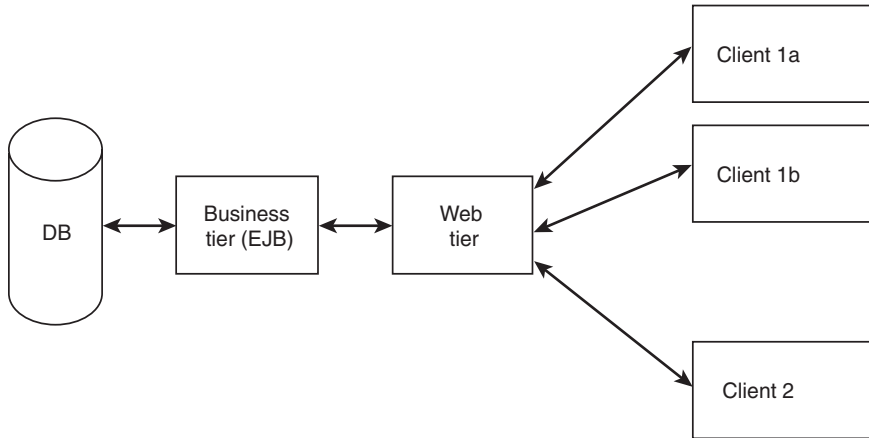 DB
Business
tier (EJB)
Web
tier
Client 1a
Client 1b
Client 2